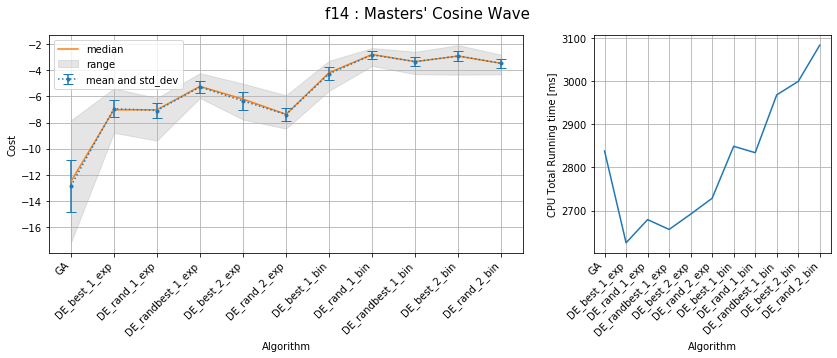 f14 : Masters' Cosine Wave
median
range
mean and std_dev
Cost
−2
−4
−6
−8
−10
−12
−14
−16
GA
DE_best_1_exp
DE_rand_1_exp
DE_randbest_1_exp
DE_best_2_exp
DE_rand_2_exp
DE_best_1_bin
DE_rand_1_bin
DE_randbest_1_bin
DE_best_2_bin
DE_rand_2_bin
Algorithm
CPU Total Running time [ms]
3100
3000
2900
2800
2700
GA
DE_best_1_exp
DE_rand_1_exp
DE_randbest_1_exp
DE_best_2_exp
DE_rand_2_exp
DE_best_1_bin
DE_rand_1_bin
DE_randbest_1_bin
DE_best_2_bin
DE_rand_2_bin
Algorithm